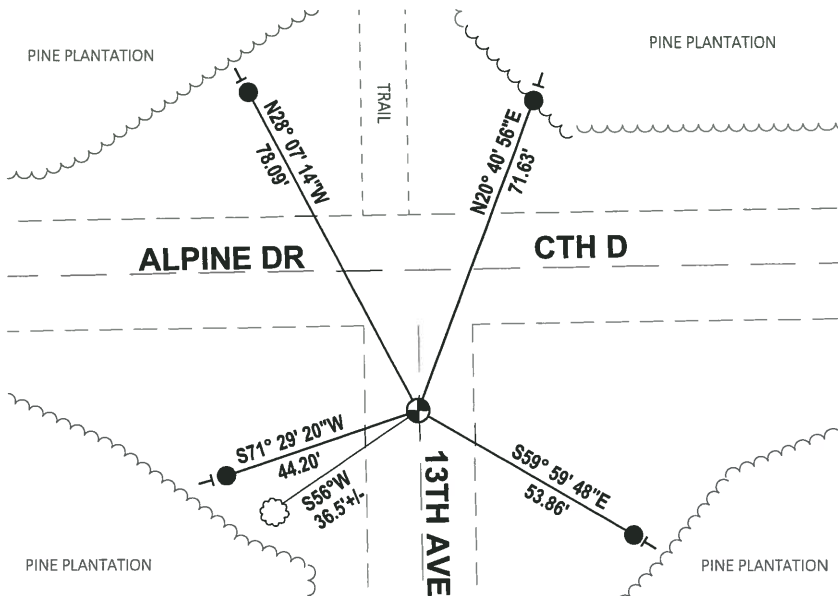 PINE PLANTATION
PINE PLANTATION
TRAIL
N28° 07' 14"W
78.09'
N20° 40' 56"E
71.63'
ALPINE DR
CTH D
S71° 29' 20"W
44.20'
S56°W
36.5'+/-
S59° 59' 48"E
53.86'
13TH AVE
PINE PLANTATION
PINE PLANTATION